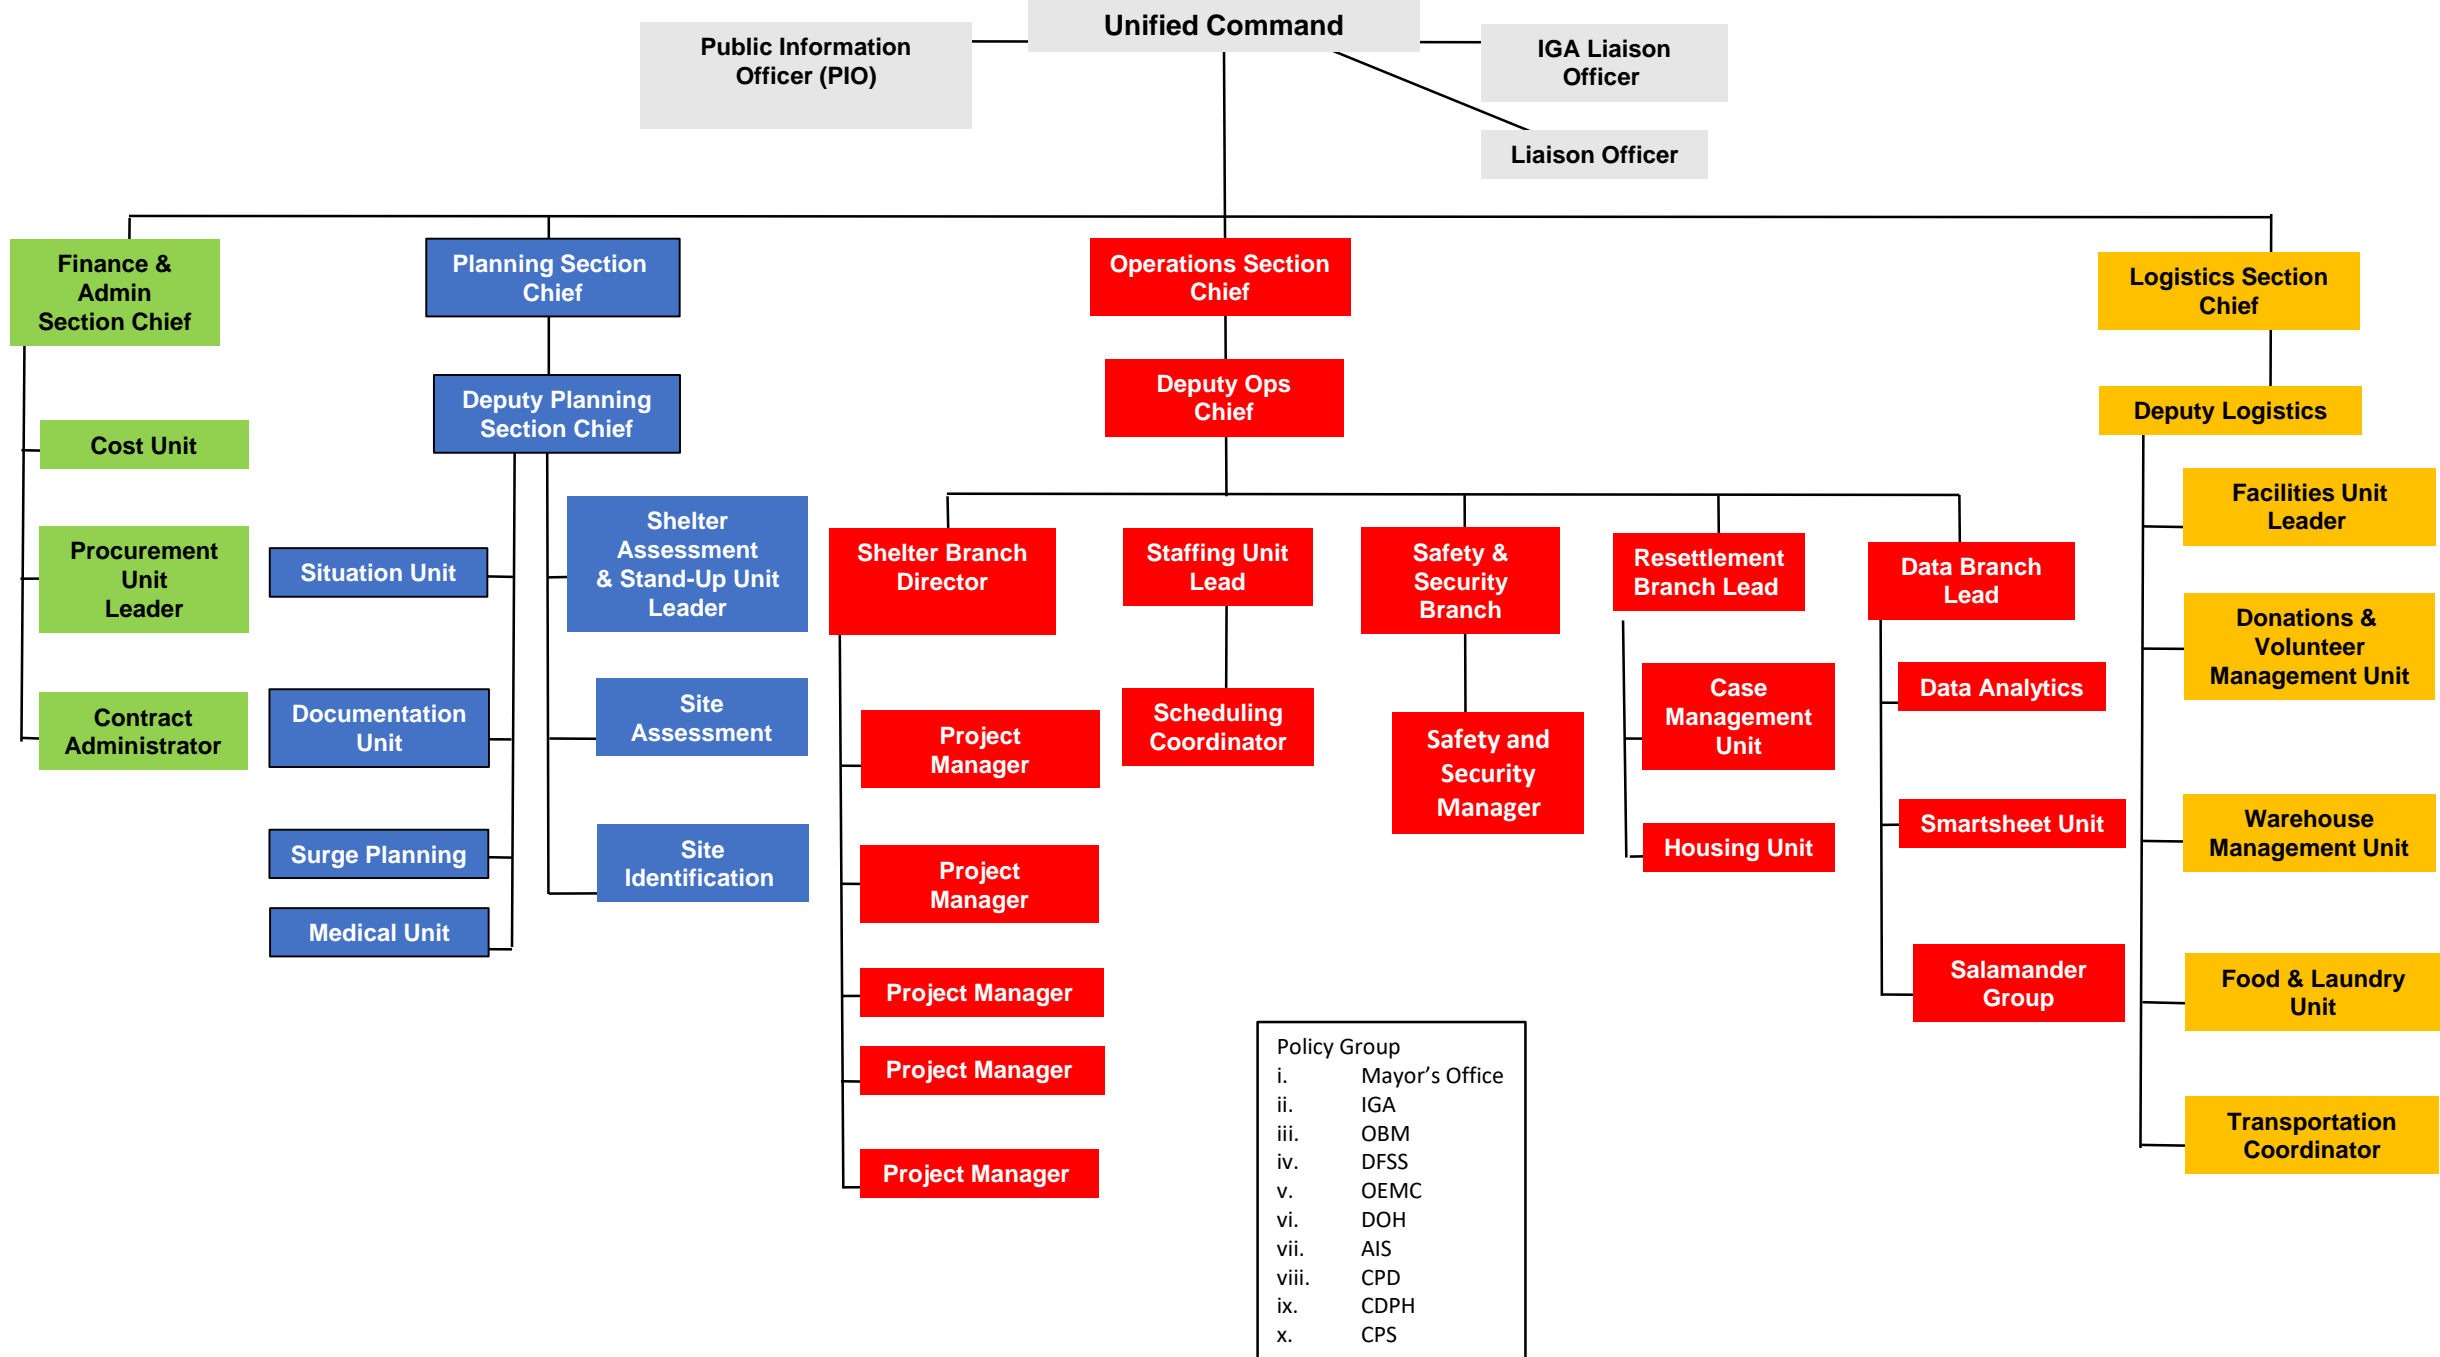 Unified Command
Public Information
Officer (PIO)
IGA Liaison
Officer
Liaison Officer
Finance &
Admin
Section Chief
Cost Unit
Procurement
Unit
Leader
Contract
Administrator
Planning Section
Chief
Deputy Planning
Section Chief
Situation Unit
Documentation
Unit
Surge Planning
Medical Unit
Shelter
Assessment
& Stand-Up Unit
Leader
Site
Assessment
Site
Identification
Operations Section
Chief
Deputy Ops
Chief
Shelter Branch
Director
Project
Manager
Project
Manager
Project Manager
Project Manager
Project Manager
Staffing Unit
Lead
Scheduling
Coordinator
Safety &
Security
Branch
Safety and
Security
Manager
Resettlement
Branch Lead
Case
Management
Unit
Housing Unit
Data Branch
Lead
Data Analytics
Smartsheet Unit
Salamander
Group
Logistics Section
Chief
Deputy Logistics
Facilities Unit
Leader
Donations &
Volunteer
Management Unit
Warehouse
Management Unit
Food & Laundry
Unit
Transportation
Coordinator
Policy Group
i. Mayor’s Office
ii. IGA
iii. OBM
iv. DFSS
v. OEMC
vi. DOH
vii. AIS
viii. CPD
ix. CDPH
x. CPS